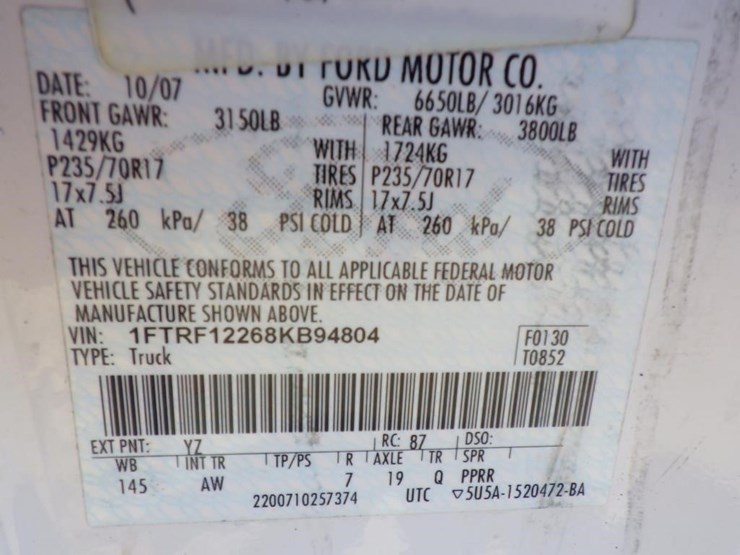 MFD. BY FORD MOTOR CO.
DATE: 10/07 GVWR: 6650LB/ 3016KG
FRONT GAWR: 3150LB REAR GAWR: 3800LB
1429KG WITH 1724KG WITH
P235/70R17 TIRES P235/70R17 TIRES
17x7.5J RIMS 17x7.5J RIMS
AT 260 kPa/ 38 PSI COLD AT 260 kPa/ 38 PSI COLD
THIS VEHICLE CONFORMS TO ALL APPLICABLE FEDERAL MOTOR
VEHICLE SAFETY STANDARDS IN EFFECT ON THE DATE OF
MANUFACTURE SHOWN ABOVE.
VIN: 1FTRF12268KB94804 F0130
TYPE: Truck T0852
EXT PNT: YZ RC: 87 DSO:
WB INT TR TP/PS R AXLE TR SPR
145 AW 7 19 Q PPRR
2200710257374 UTC ▽5U5A-1520472-BA